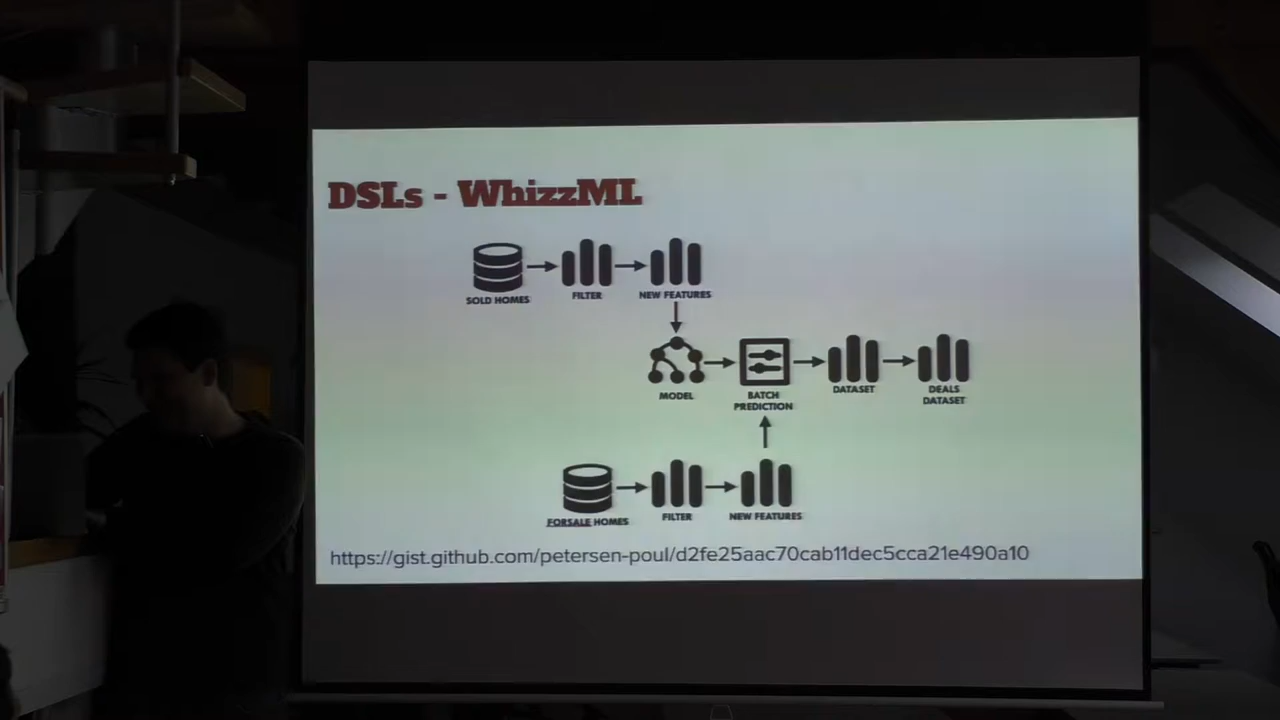 DSLs - WhizzML
SOLD HOMES
FILTER
NEW FEATURES
MODEL
BATCH
PREDICTION
DATASET
DEALS
DATASET
FORSALE HOMES
FILTER
NEW FEATURES
https://gist.github.com/petersen-poul/d2fe25aac70cab11dec5cca21e490a10